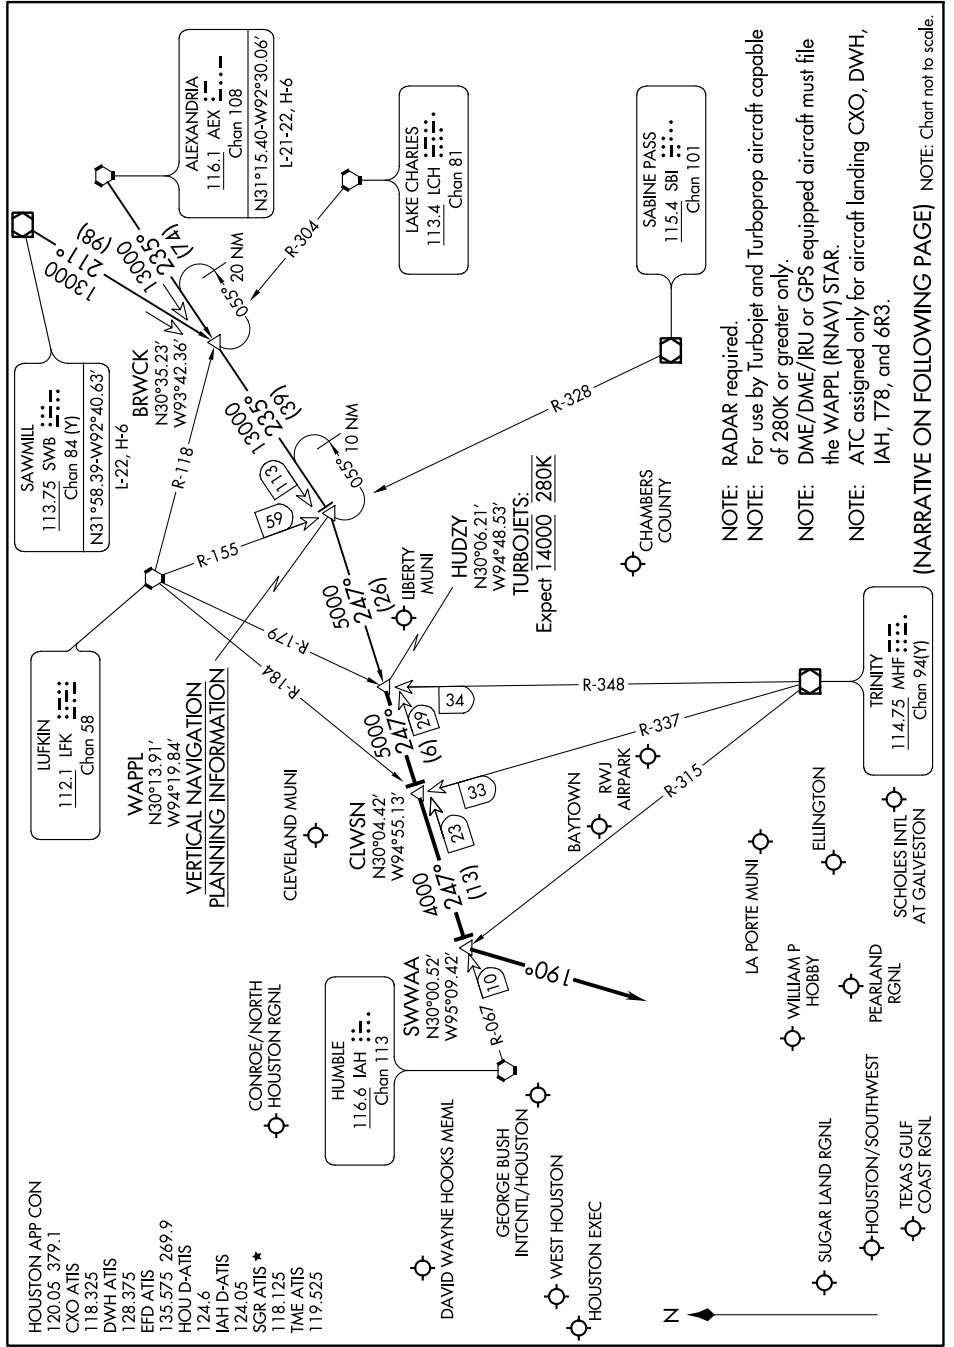 HOUSTON APP CON
120.05 379.1
CXO ATIS
118.325
DWH ATIS
128.375
EFD ATIS
135.575 269.9
HOU D-ATIS
124.6
IAH D-ATIS
124.05
SGR ATIS ★
118.125
TME ATIS
119.525
CONROE/NORTH
HOUSTON RGNL
HUMBLE
116.6 IAH
Chan 113
DAVID WAYNE HOOKS MEML
GEORGE BUSH
INTCNTL/HOUSTON
WEST HOUSTON
HOUSTON EXEC
N
SUGAR LAND RGNL
HOUSTON/SOUTHWEST
TEXAS GULF
COAST RGNL
WILLIAM P
HOBBY
PEARLAND
RGNL
LA PORTE MUNI
ELLINGTON
SCHOLES INTL
AT GALVESTON
BAYTOWN
RWJ
AIRPARK
SWWAA
N30°00.52'
W95°09.42'
R-067
10
190°
4000
247°
(13)
CLEVELAND MUNI
CLWSN
N30°04.42'
W94°55.13
23
33
5000
247°
(6)
29
34
R-315
R-337
R-348
TRINITY
114.75 MHF
Chan 94(Y)
LUFKIN
112.1 LFK
Chan 58
WAPPL
N30°13.91'
W94°19.84'
VERTICAL NAVIGATION
PLANNING INFORMATION
R-184
R-179
R-155
R-118
59
113
5000
247°
(26)
LIBERTY
MUNI
HUDZY
N30°06.21'
W94°48.53'
TURBOJETS:
Expect 14000 280K
CHAMBERS
COUNTY
SAWMILL
113.75 SWB
Chan 84 (Y)
N31°58.39-W92°40.63'
L-22, H-6
BRWCK
N30°35.23'
W93°42.36'
13000
235°
(39)
055° 10 NM
R-328
13000
211°
(98)
13000
235°
(74)
055° 20 NM
R-304
ALEXANDRIA
116.1 AEX
Chan 108
N31°15.40-W92°30.06'
L-21-22, H-6
LAKE CHARLES
113.4 LCH
Chan 81
SABINE PASS
115.4 SBI
Chan 101
NOTE: RADAR required.
NOTE: For use by Turbojet and Turboprop aircraft capable
of 280K or greater only.
NOTE: DME/DME/IRU or GPS equipped aircraft must file
the WAPPL (RNAV) STAR.
NOTE: ATC assigned only for aircraft landing CXO, DWH,
IAH, T78, and 6R3.
(NARRATIVE ON FOLLOWING PAGE) NOTE: Chart not to scale.